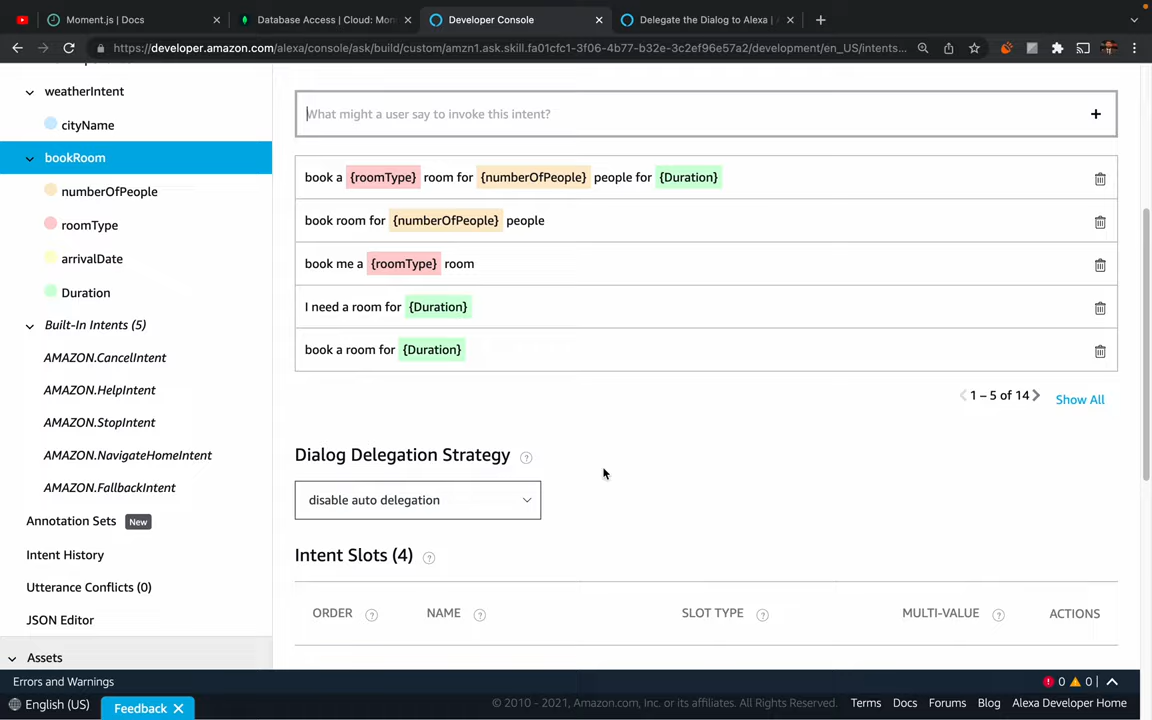 Moment.js | Docs
Database Access | Cloud: Mon
Developer Console
Delegate the Dialog to Alexa |
https://developer.amazon.com/alexa/console/ask/build/custom/amzn1.ask.skill.fa01cfc1-3f06-4b77-b32e-3c2ef96e57a2/development/en_US/intents...
weatherIntent
cityName
bookRoom
numberOfPeople
roomType
arrivalDate
Duration
Built-In Intents (5)
AMAZON.CancelIntent
AMAZON.HelpIntent
AMAZON.StopIntent
AMAZON.NavigateHomeIntent
AMAZON.FallbackIntent
Annotation Sets New
Intent History
Utterance Conflicts (0)
JSON Editor
Assets
What might a user say to invoke this intent?
book a {roomType} room for {numberOfPeople} people for {Duration}
book room for {numberOfPeople} people
book me a {roomType} room
I need a room for {Duration}
book a room for {Duration}
1 – 5 of 14
Show All
Dialog Delegation Strategy ?
disable auto delegation
Intent Slots (4) ?
ORDER ? NAME ? SLOT TYPE ? MULTI-VALUE ? ACTIONS
Errors and Warnings
0 0 |
English (US)
Feedback
© 2010 - 2021, Amazon.com, Inc. or its affiliates. All Rights Reserved.
Terms Docs Forums Blog Alexa Developer Home